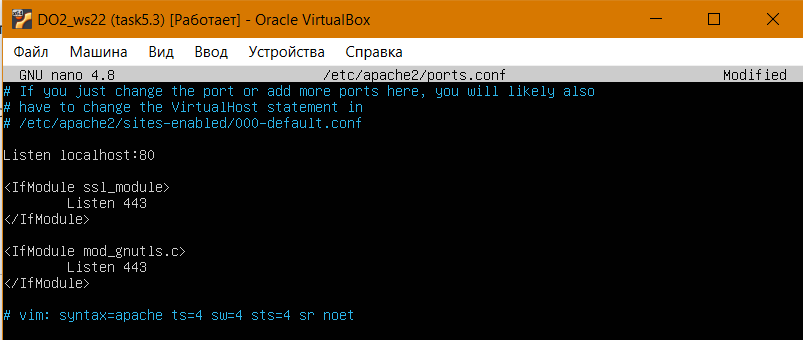 DO2_ws22 (task5.3) [Работает] - Oracle VirtualBox
Файл Машина Вид Ввод Устройства Справка
GNU nano 4.8 /etc/apache2/ports.conf Modified
# If you just change the port or add more ports here, you will likely also
# have to change the VirtualHost statement in
# /etc/apache2/sites-enabled/000-default.conf
Listen localhost:80
<IfModule ssl_module>
Listen 443
</IfModule>
<IfModule mod_gnutls.c>
Listen 443
</IfModule>
# vim: syntax=apache ts=4 sw=4 sts=4 sr noet